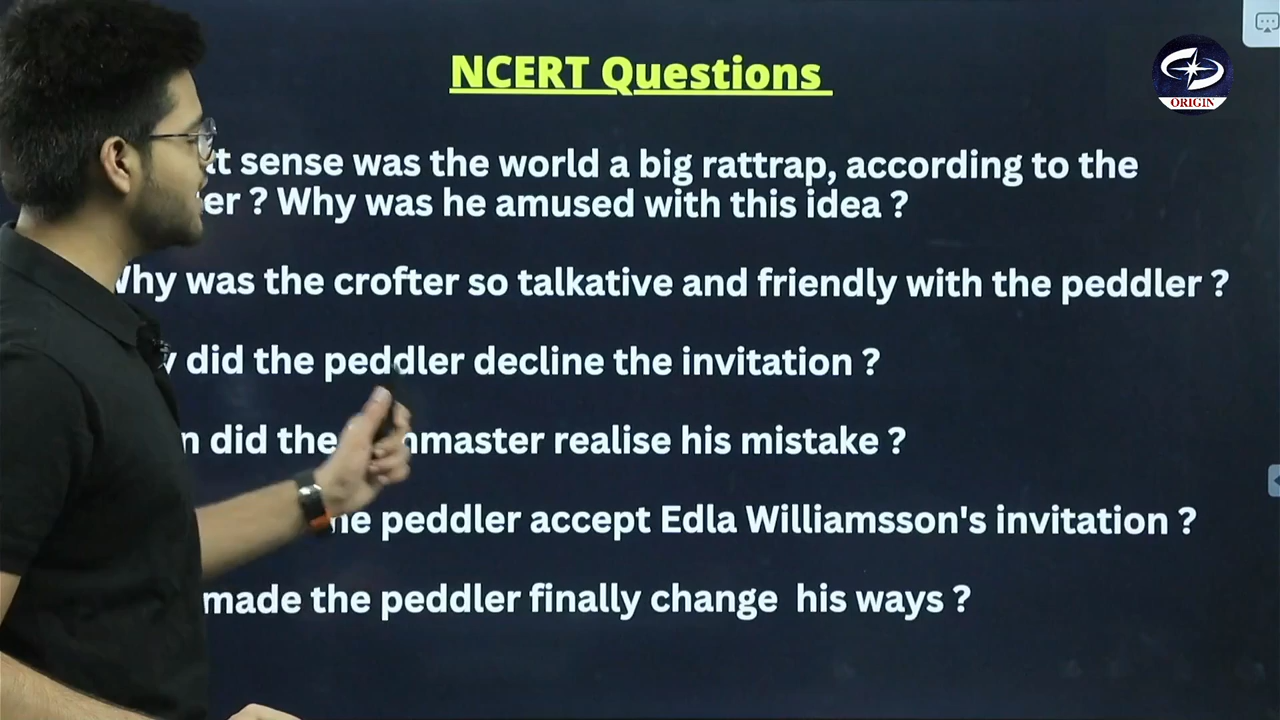 NCERT Questions
ORIGIN
sense was the world a big rattrap, according to the
? Why was he amused with this idea ?
Why was the crofter so talkative and friendly with the peddler ?
did the peddler decline the invitation ?
did the realise his mistake ?
peddler accept Edla Williamsson's invitation ?
made the peddler finally change his ways ?